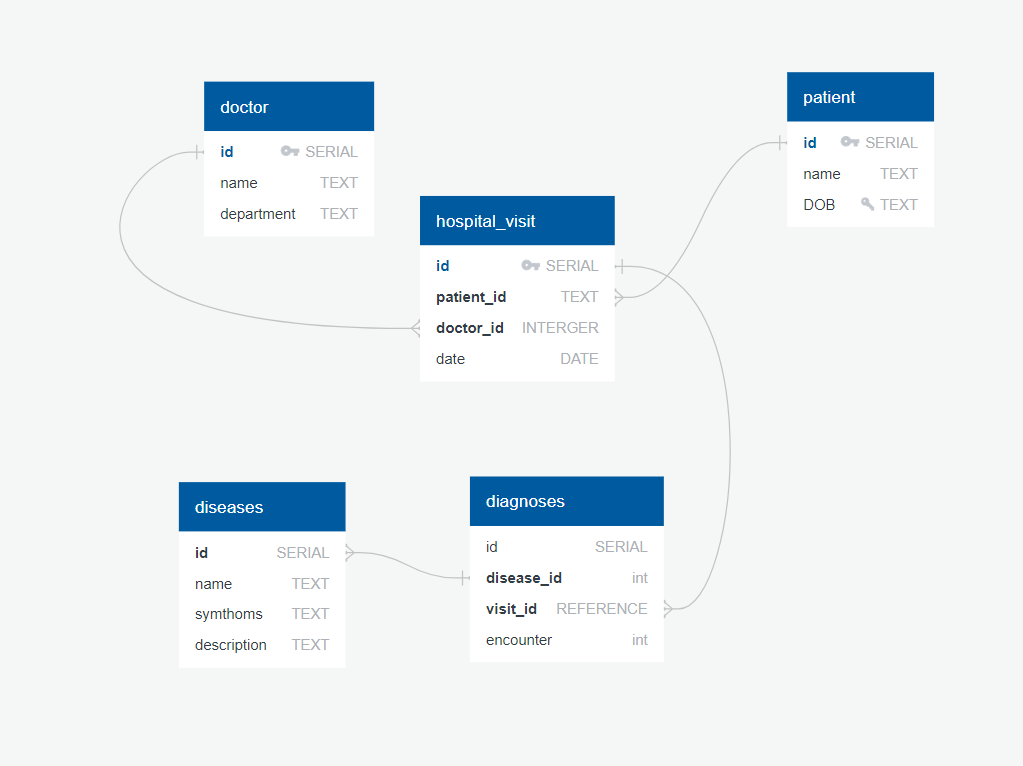 doctor
id SERIAL
name TEXT
department TEXT
patient
id SERIAL
name TEXT
DOB TEXT
hospital_visit
id SERIAL
patient_id TEXT
doctor_id INTERGER
date DATE
diseases
id SERIAL
name TEXT
symthoms TEXT
description TEXT
diagnoses
id SERIAL
disease_id int
visit_id REFERENCE
encounter int